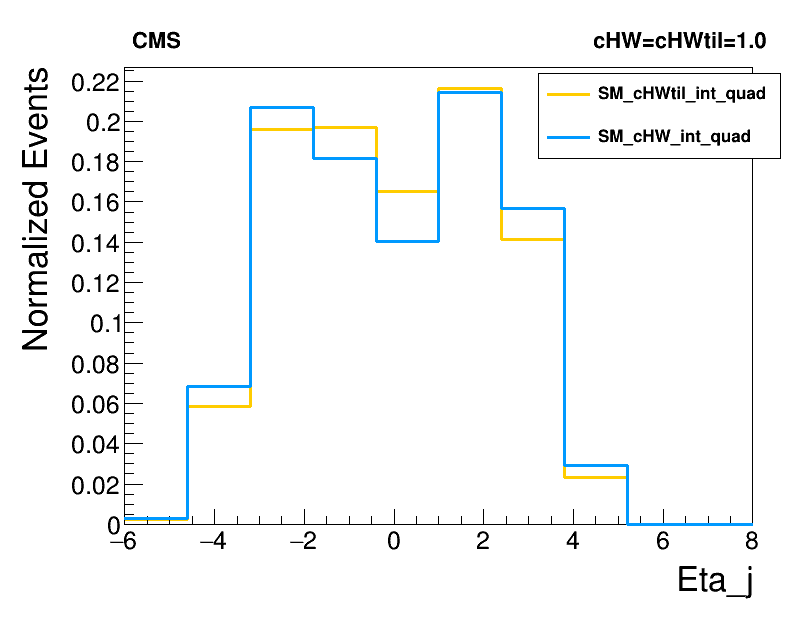 CMS
cHW=cHWtil=1.0
Normalized Events
0.22
0.2
0.18
0.16
0.14
0.12
0.1
0.08
0.06
0.04
0.02
0
SM_cHWtil_int_quad
SM_cHW_int_quad
−6 −4 −2 0 2 4 6 8
Eta_j